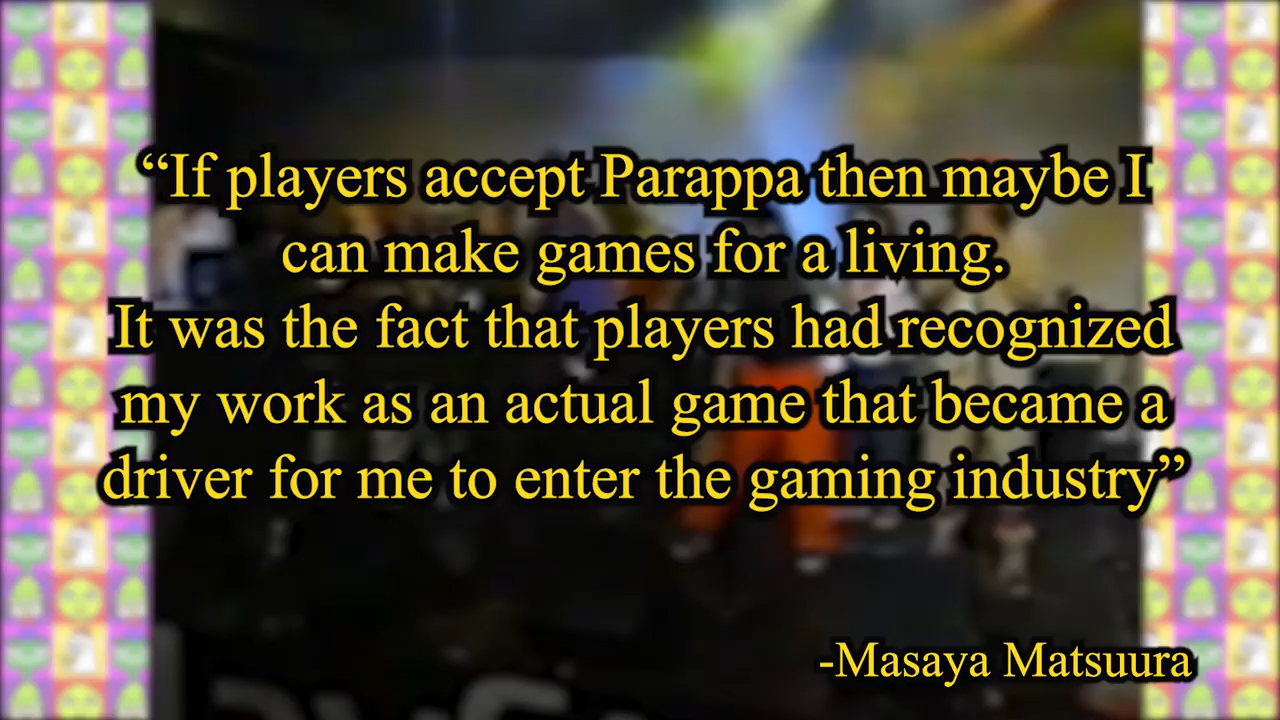 “If players accept Parappa then maybe I
can make games for a living.
It was the fact that players had recognized
my work as an actual game that became a
driver for me to enter the gaming industry”
-Masaya Matsuura